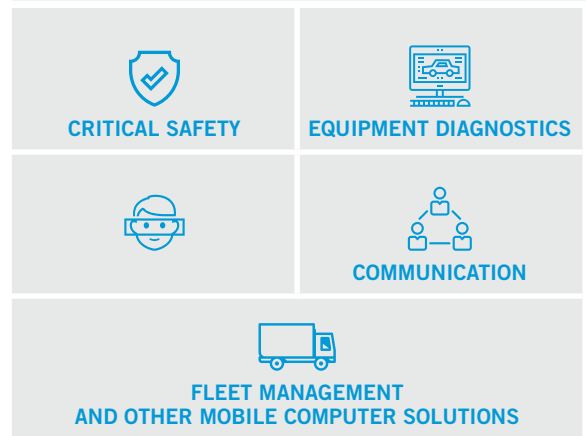 CRITICAL SAFETY
EQUIPMENT DIAGNOSTICS
COMMUNICATION
FLEET MANAGEMENT
AND OTHER MOBILE COMPUTER SOLUTIONS